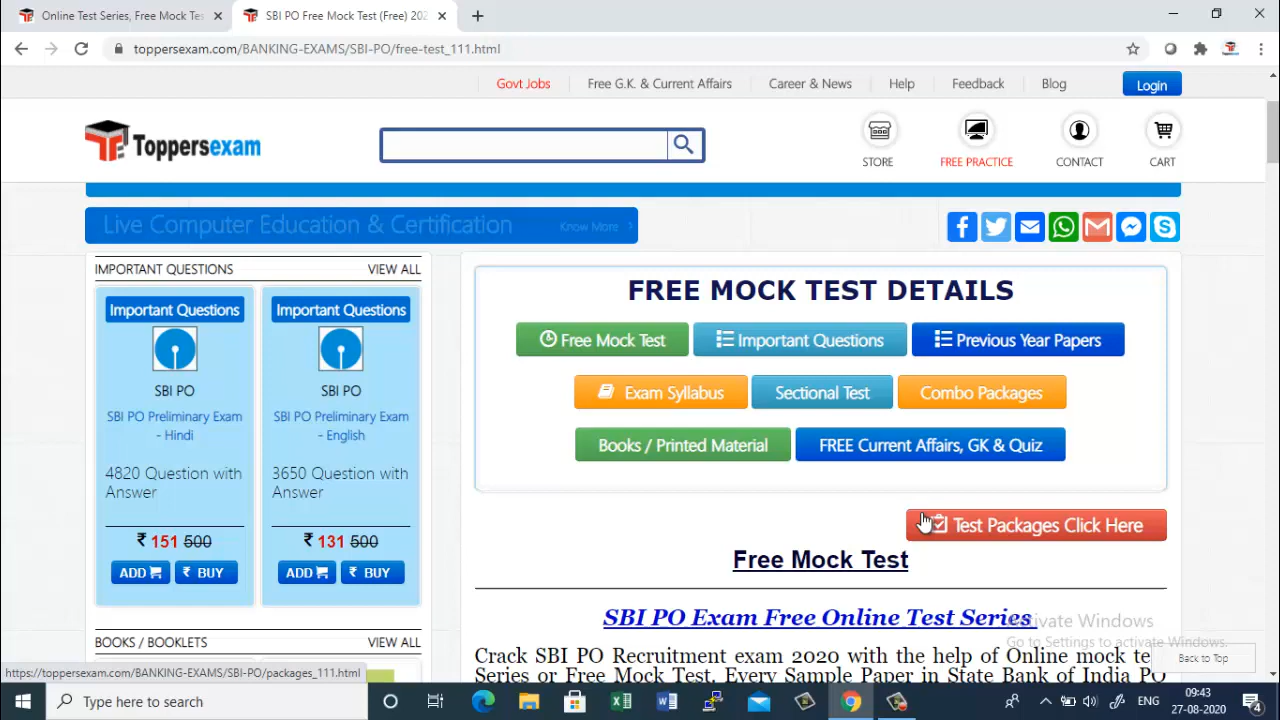 Online Test Series, Free Mock Tes
SBI PO Free Mock Test (Free) 202
toppersexam.com/BANKING-EXAMS/SBI-PO/free-test_111.html
Govt Jobs
Free G.K. & Current Affairs
Career & News
Help
Feedback
Blog
Login
Toppersexam
STORE
FREE PRACTICE
CONTACT
CART
Live Computer Education & Certification
Know More
IMPORTANT QUESTIONS
VIEW ALL
Important Questions
SBI PO
SBI PO Preliminary Exam
- Hindi
4820 Question with
Answer
₹ 151 500
ADD
₹ BUY
Important Questions
SBI PO
SBI PO Preliminary Exam
- English
3650 Question with
Answer
₹ 131 500
ADD
₹ BUY
BOOKS / BOOKLETS
VIEW ALL
FREE MOCK TEST DETAILS
Free Mock Test
Important Questions
Previous Year Papers
Exam Syllabus
Sectional Test
Combo Packages
Books / Printed Material
FREE Current Affairs, GK & Quiz
Test Packages Click Here
Free Mock Test
SBI PO Exam Free Online Test Series
Crack SBI PO Recruitment exam 2020 with the help of Online mock te
Series or Free Mock Test. Every Sample Paper in State Bank of India PO
Activate Windows
Go to Settings to activate Windows.
Back to Top
https://toppersexam.com/BANKING-EXAMS/SBI-PO/packages_111.html
Type here to search
ENG
09:43
27-08-2020
4